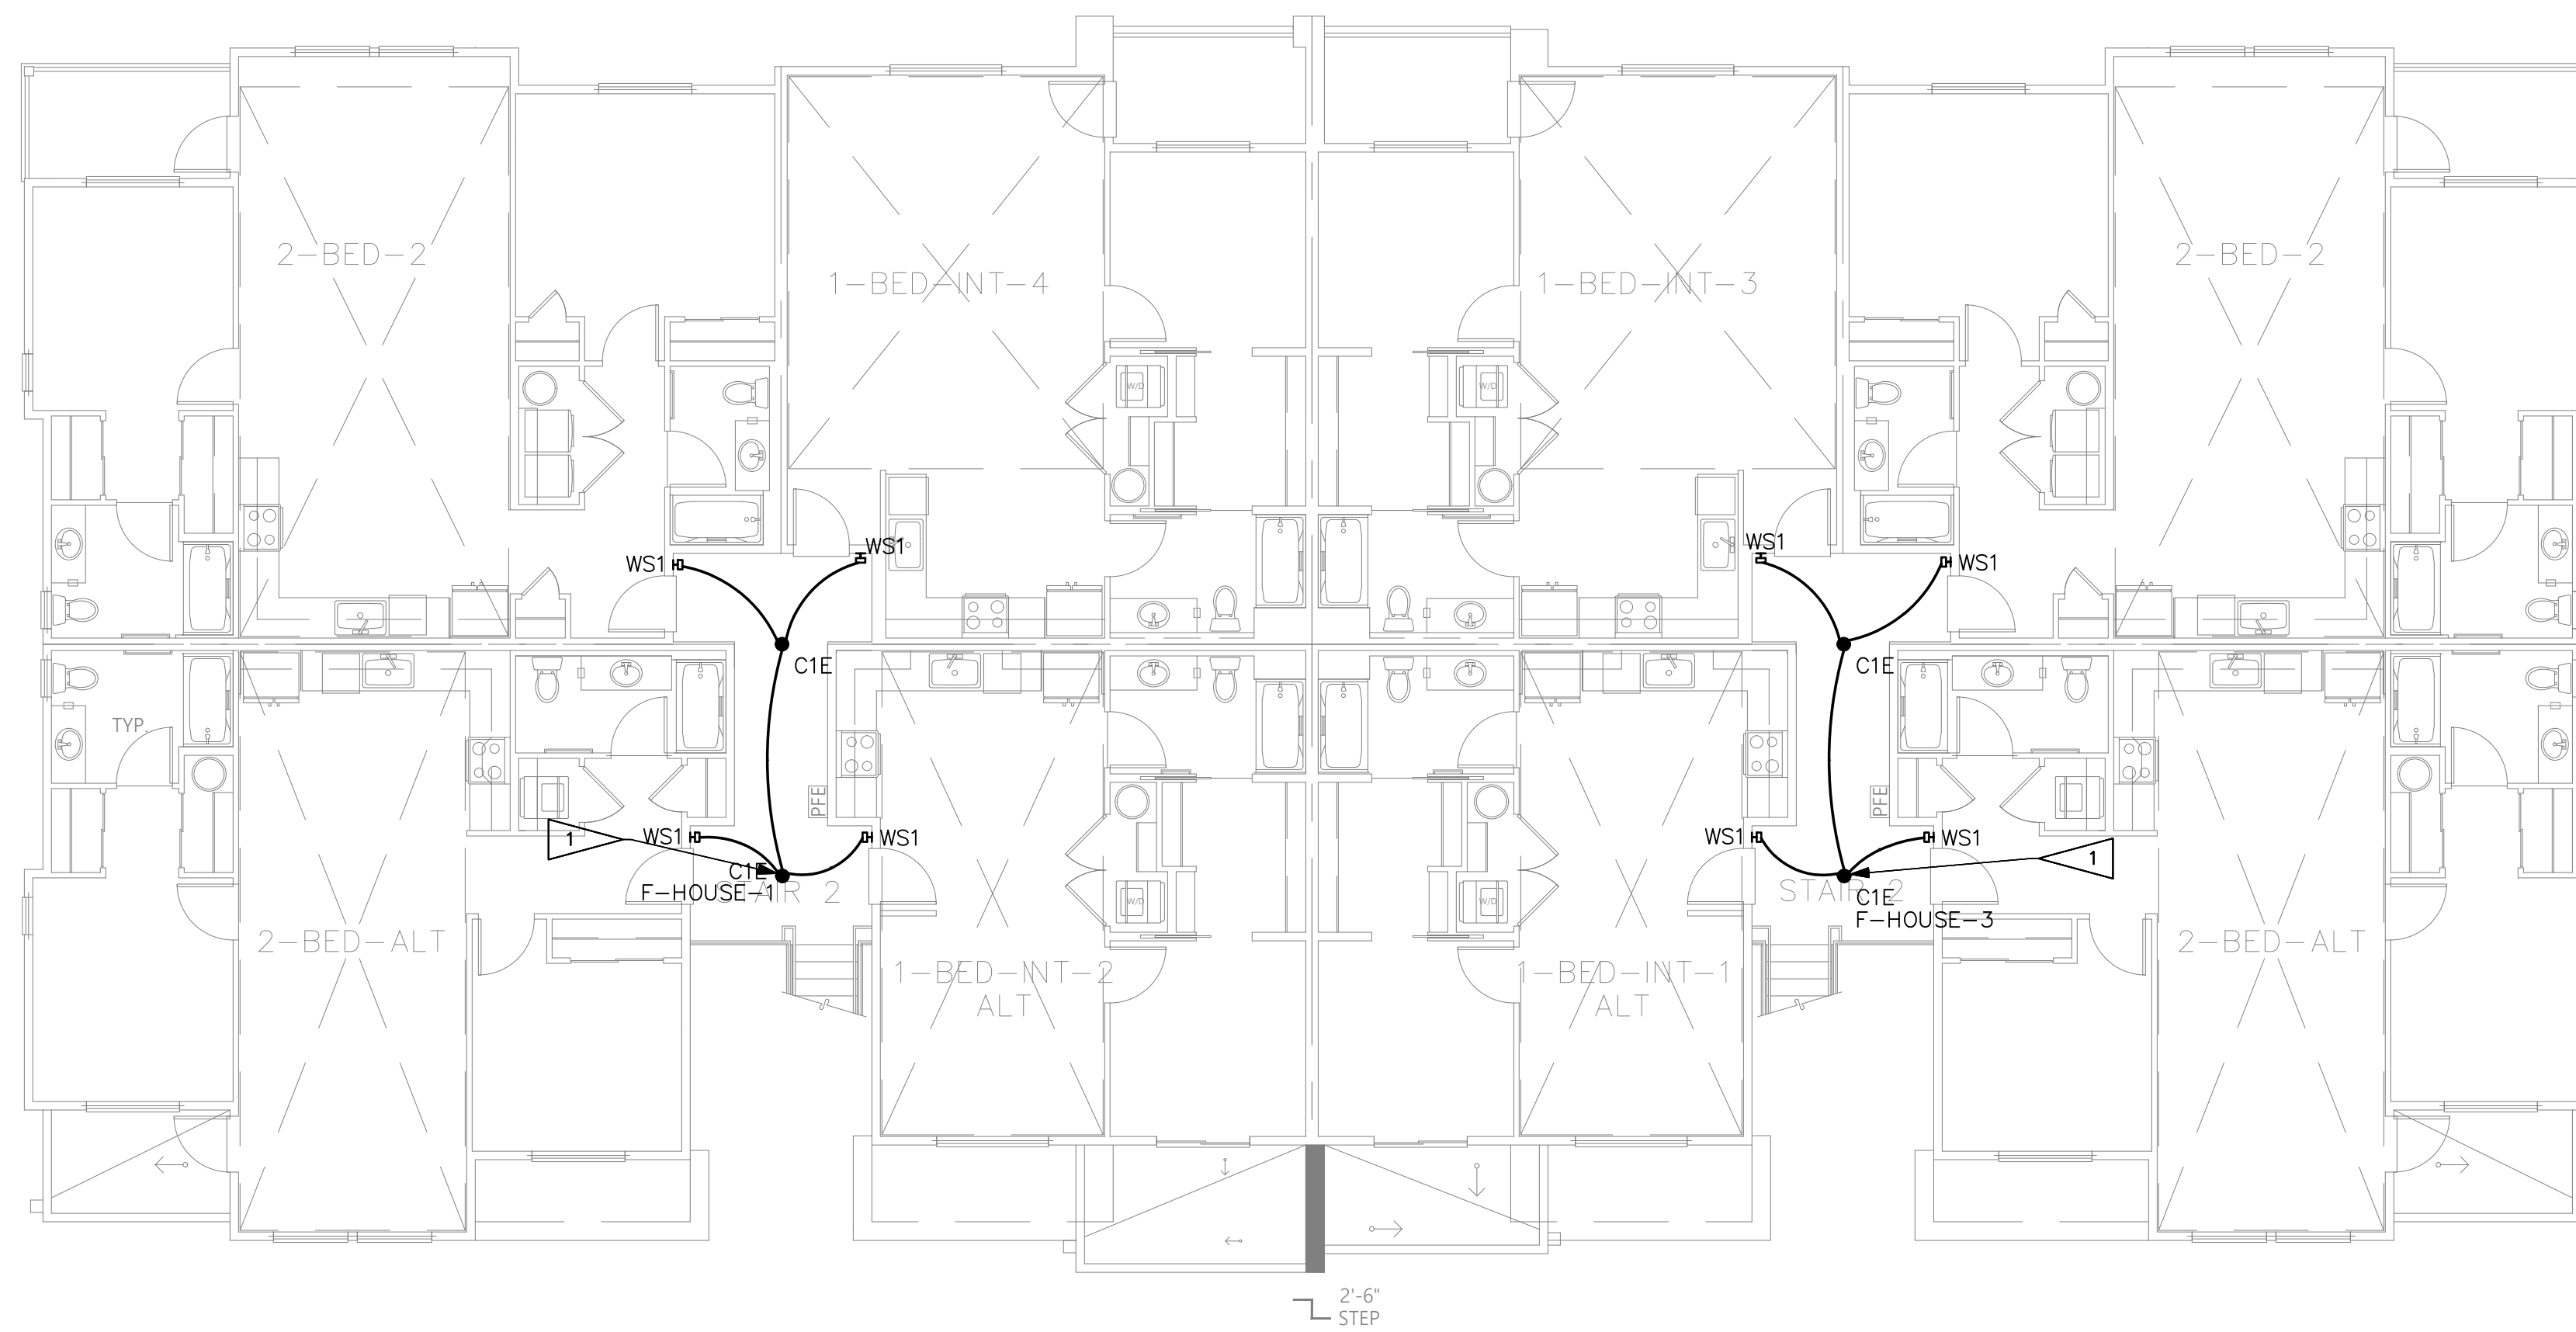 2-BED-2
1-BED-INT-4
1-BED-INT-3
2-BED-2
W/D
W/D
WS1
WS1
WS1
WS1
C1E
C1E
TYP.
PFE
PFE
1
WS1
WS1
WS1
WS1
1
C1E
F-HOUSE-1
STAIR 2
STAIR 2
C1E
F-HOUSE-3
W/D
W/D
2-BED-ALT
1-BED-INT-2
ALT
1-BED-INT-1
ALT
2-BED-ALT
2'-6"
STEP